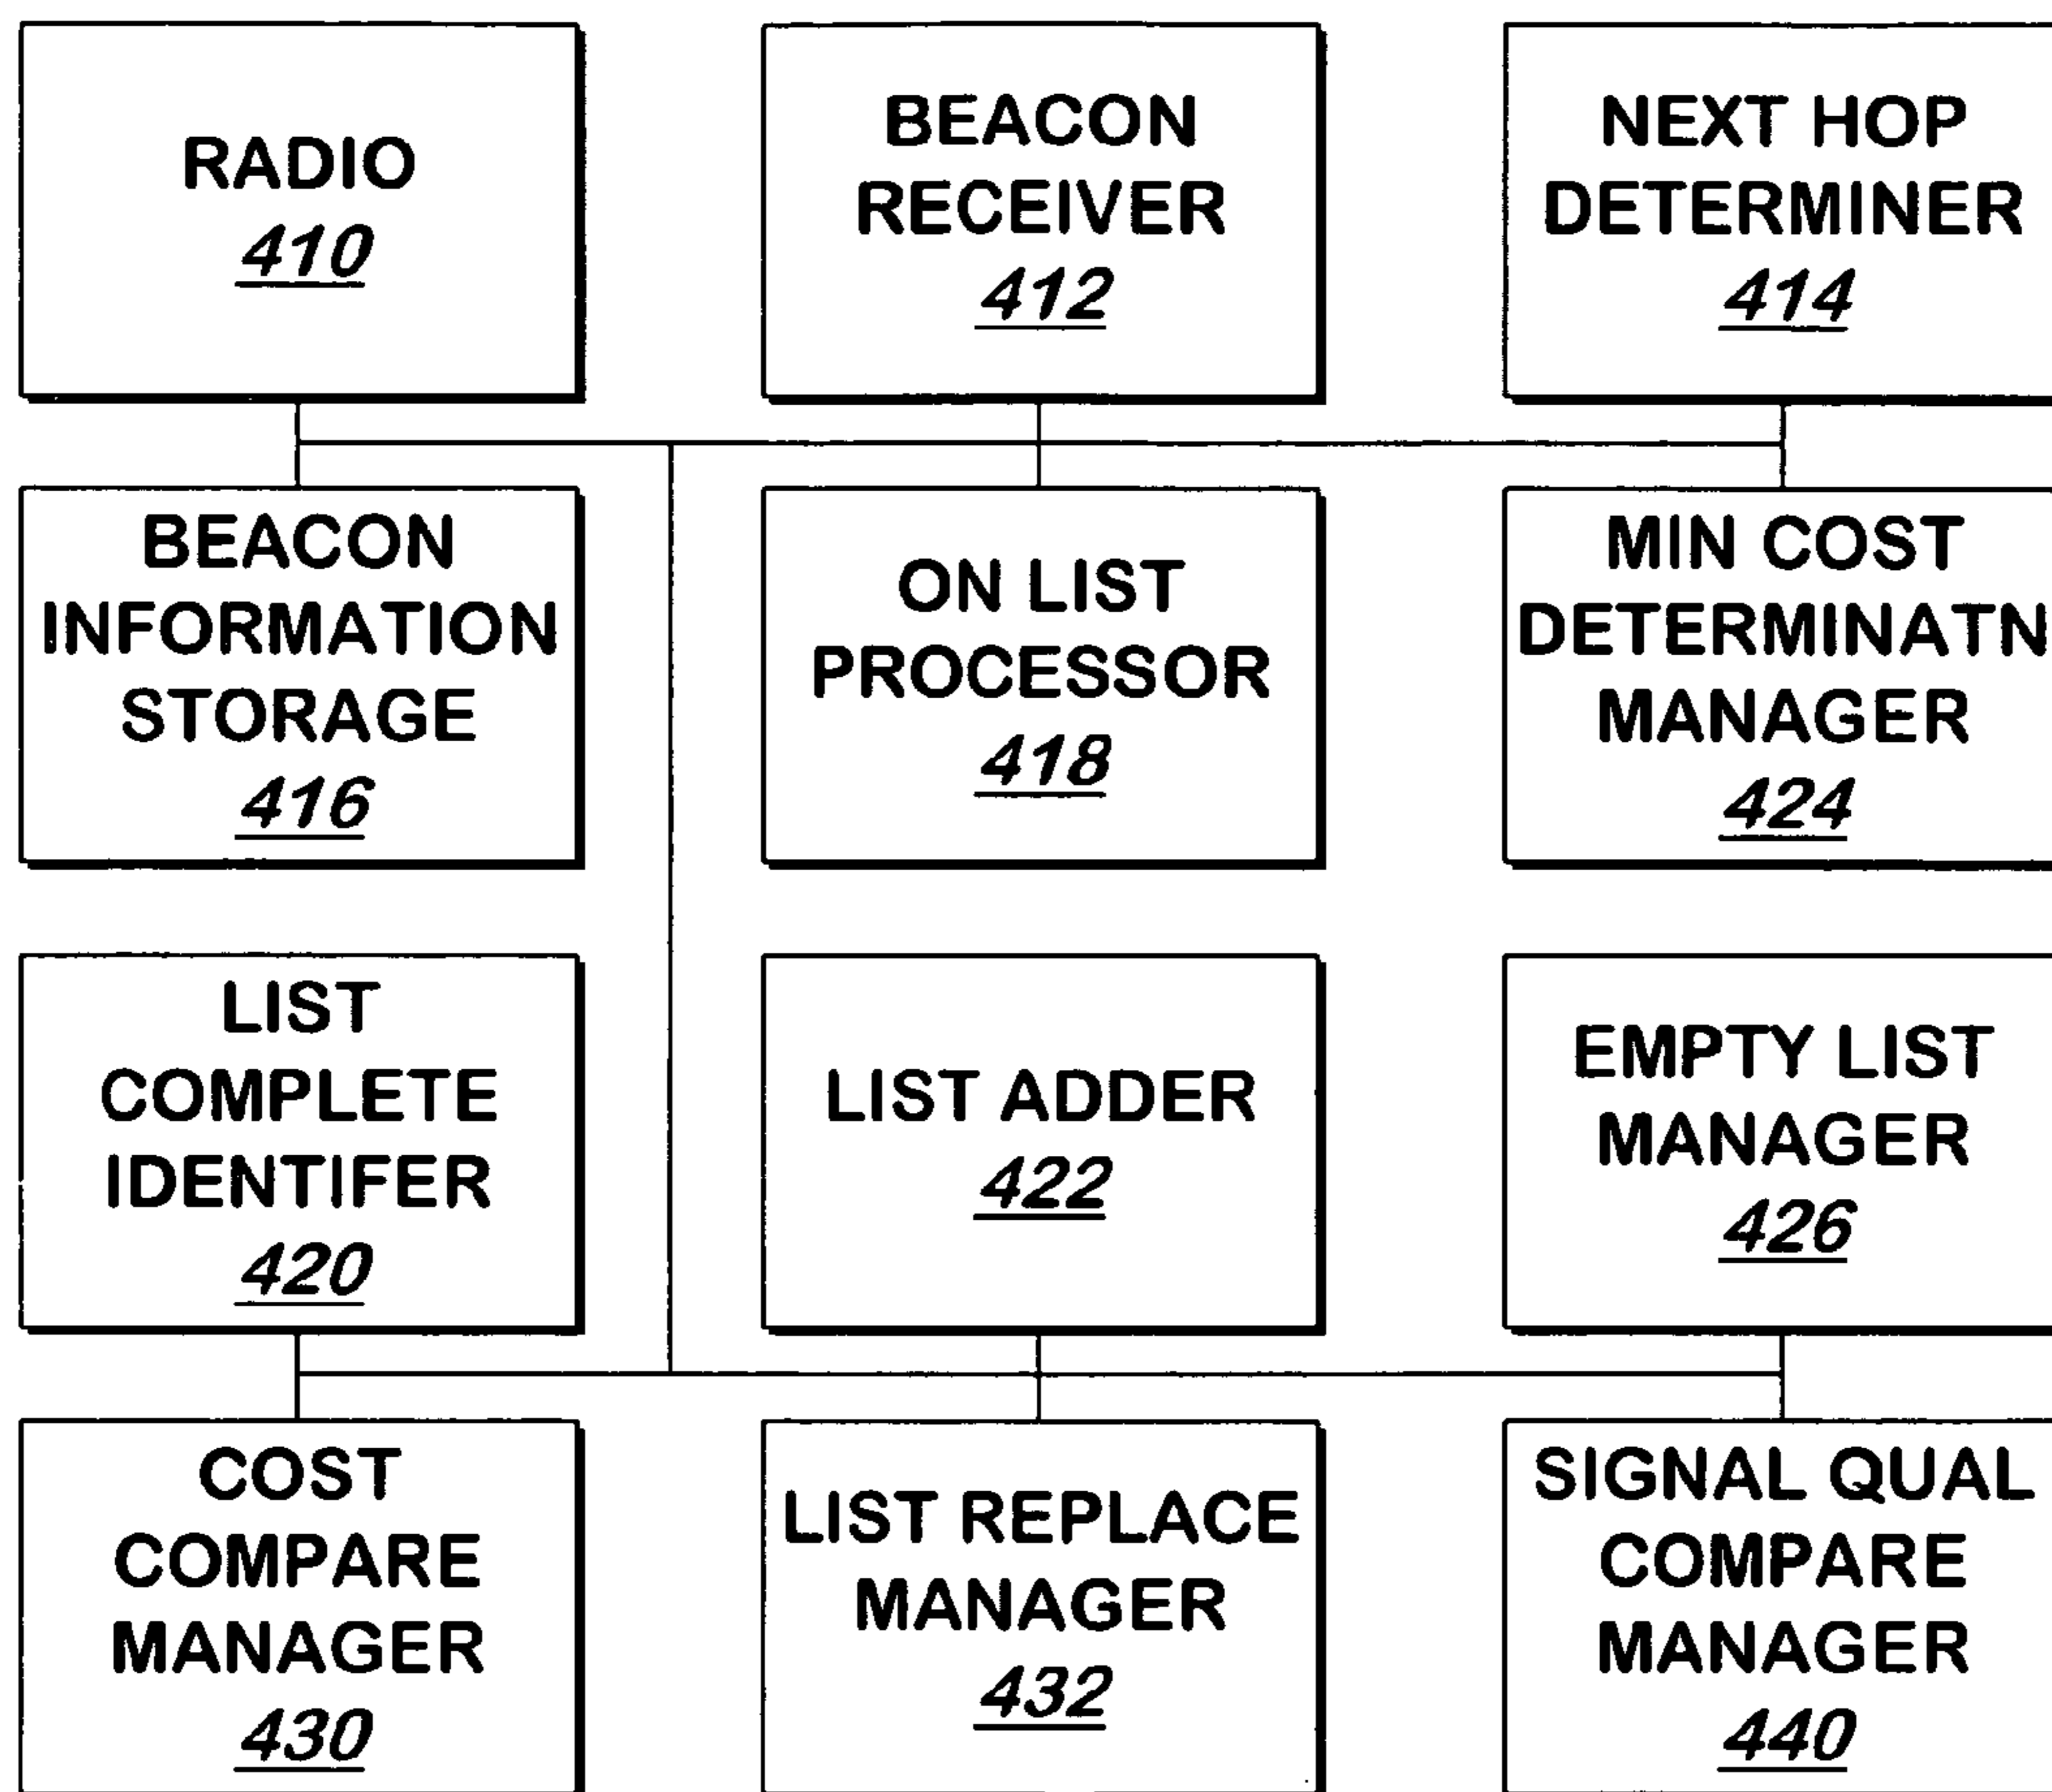 RADIO
410
BEACON
RECEIVER
412
NEXT HOP
DETERMINER
414
BEACON
INFORMATION
STORAGE
416
ON LIST
PROCESSOR
418
MIN COST
DETERMINATN
MANAGER
424
LIST
COMPLETE
IDENTIFER
420
LIST ADDER
422
EMPTY LIST
MANAGER
426
COST
COMPARE
MANAGER
430
LIST REPLACE
MANAGER
432
SIGNAL QUAL
COMPARE
MANAGER
440